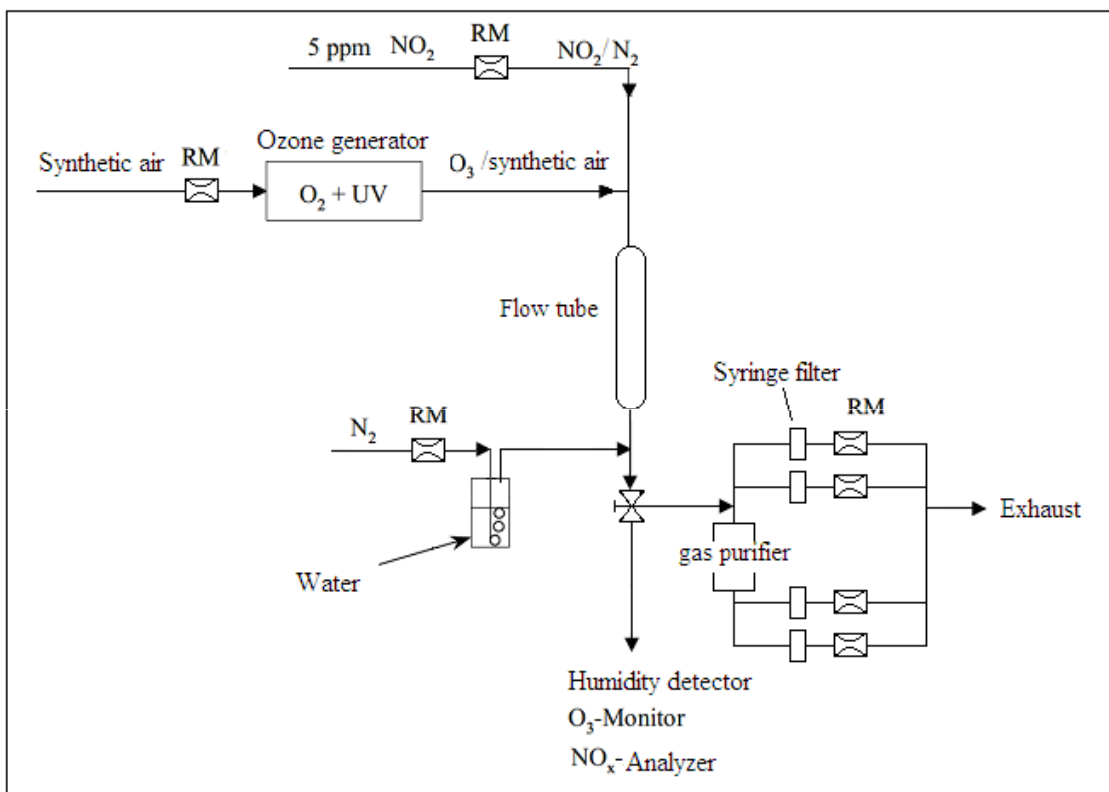 5 ppm NO₂
RM
NO₂/N₂
Ozone generator
Synthetic air
RM
O₂ + UV
O₃ /synthetic air
Flow tube
Syringe filter
RM
N₂
RM
Exhaust
gas purifier
Water
Humidity detector
O₃-Monitor
NOₓ- Analyzer